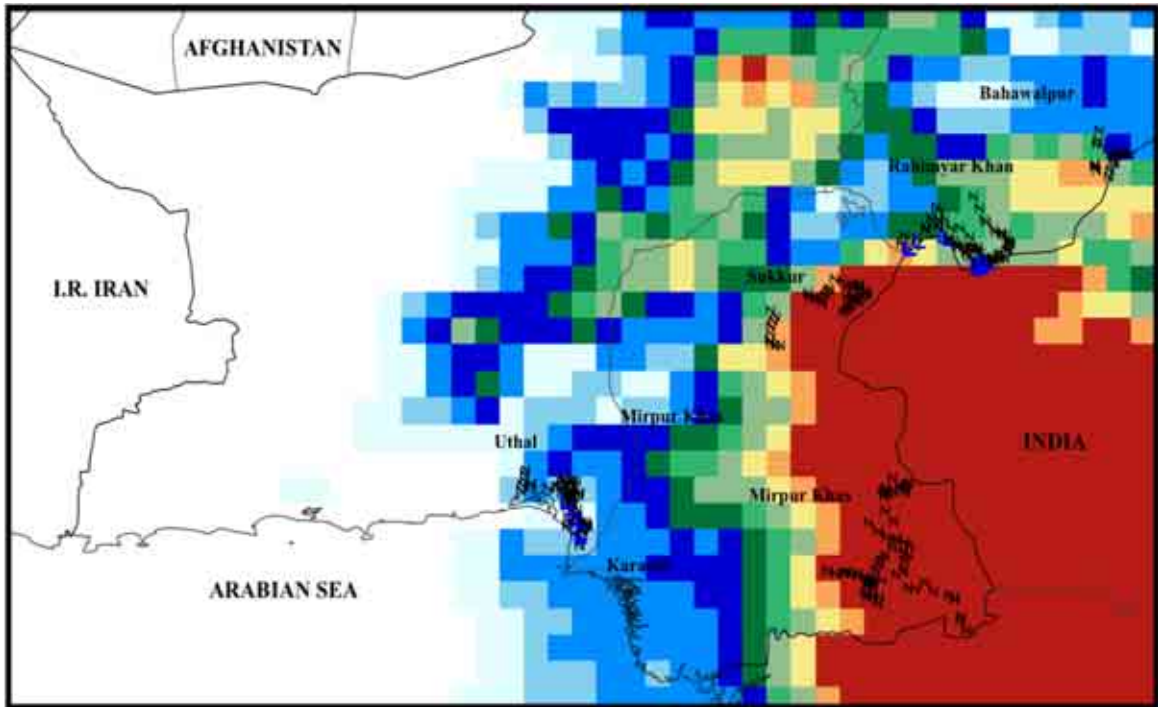 AFGHANISTAN
Bahawalpur
Rahimyar Khan
I.R. IRAN
Sukkur
Mirpur Khas
Uthal
INDIA
Mirpur Khas
Karachi
ARABIAN SEA